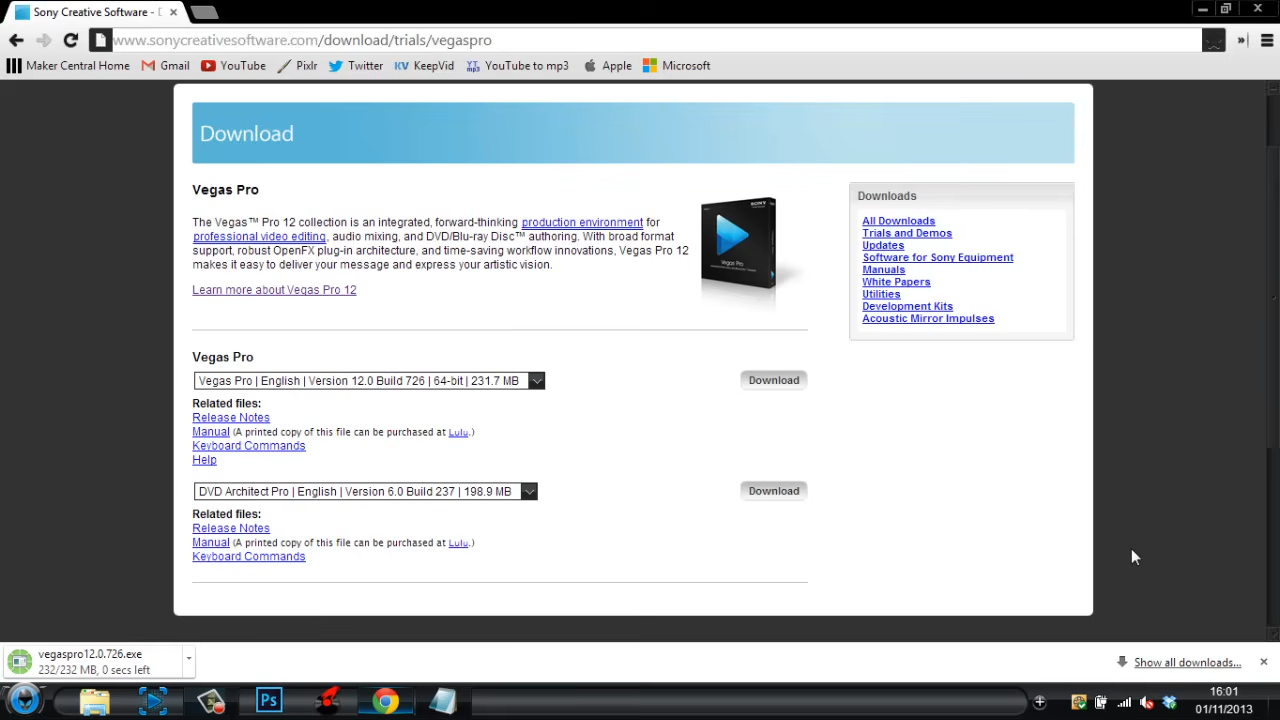 Sony Creative Software - D
www.sonycreativesoftware.com/download/trials/vegaspro
Maker Central Home Gmail YouTube Pixlr Twitter KV KeepVid YT mp3 YouTube to mp3 Apple Microsoft
Download
Vegas Pro
The Vegas™ Pro 12 collection is an integrated, forward-thinking production environment for
professional video editing, audio mixing, and DVD/Blu-ray Disc™ authoring. With broad format
support, robust OpenFX plug-in architecture, and time-saving workflow innovations, Vegas Pro 12
makes it easy to deliver your message and express your artistic vision.
Learn more about Vegas Pro 12
SONY
Vegas Pro
Downloads
All Downloads
Trials and Demos
Updates
Software for Sony Equipment
Manuals
White Papers
Utilities
Development Kits
Acoustic Mirror Impulses
Vegas Pro
Vegas Pro | English | Version 12.0 Build 726 | 64-bit | 231.7 MB
Download
Related files:
Release Notes
Manual (A printed copy of this file can be purchased at Lulu.)
Keyboard Commands
Help
DVD Architect Pro | English | Version 6.0 Build 237 | 198.9 MB
Download
Related files:
Release Notes
Manual (A printed copy of this file can be purchased at Lulu.)
Keyboard Commands
vegaspro12.0.726.exe
232/232 MB, 0 secs left
Show all downloads...
Ps
16:01
01/11/2013